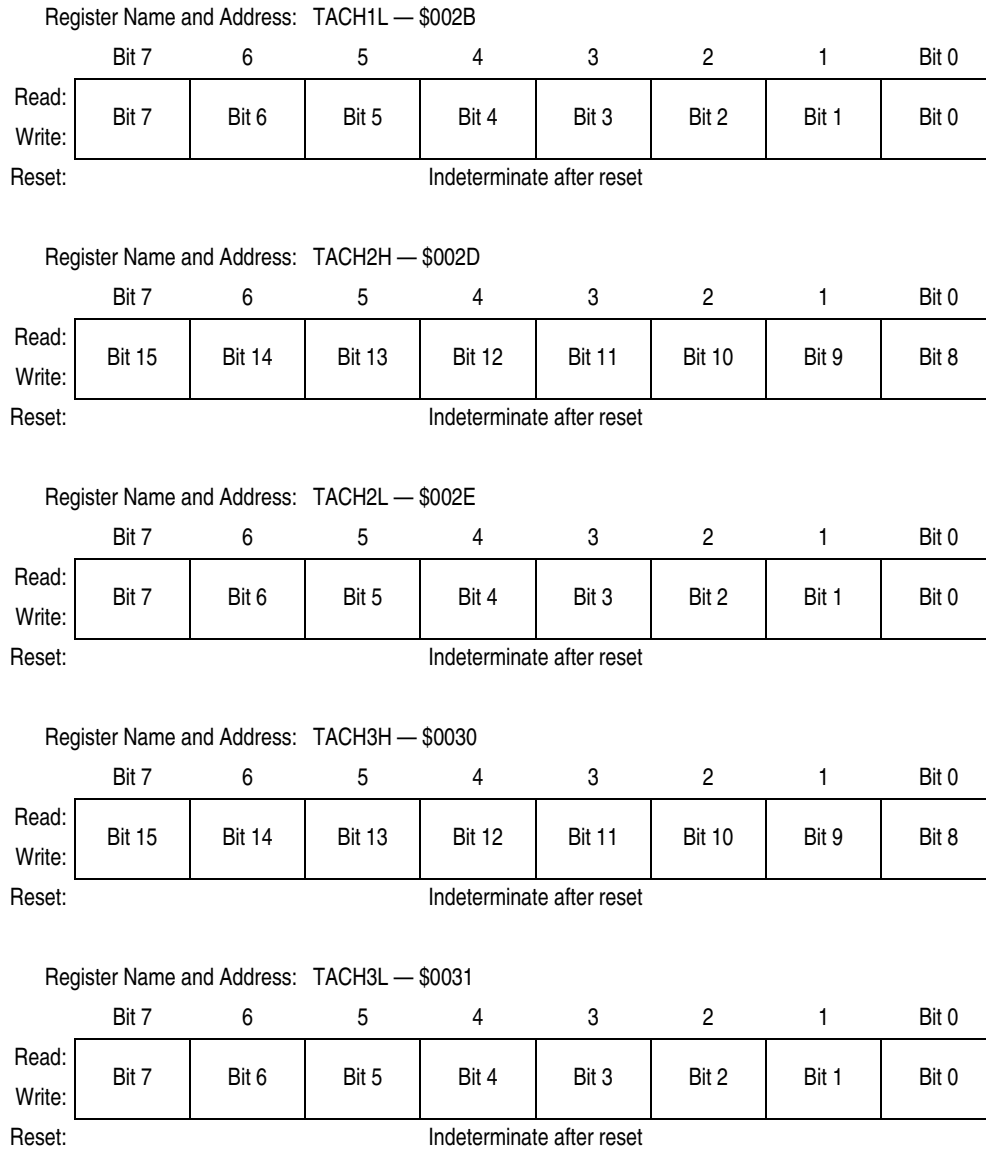 Register Name and Address: TACH1L — $002B
Bit 7 6 5 4 3 2 1 Bit 0
Read:
Bit 7 Bit 6 Bit 5 Bit 4 Bit 3 Bit 2 Bit 1 Bit 0
Write:
Reset: Indeterminate after reset
Register Name and Address: TACH2H — $002D
Bit 7 6 5 4 3 2 1 Bit 0
Read:
Bit 15 Bit 14 Bit 13 Bit 12 Bit 11 Bit 10 Bit 9 Bit 8
Write:
Reset: Indeterminate after reset
Register Name and Address: TACH2L — $002E
Bit 7 6 5 4 3 2 1 Bit 0
Read:
Bit 7 Bit 6 Bit 5 Bit 4 Bit 3 Bit 2 Bit 1 Bit 0
Write:
Reset: Indeterminate after reset
Register Name and Address: TACH3H — $0030
Bit 7 6 5 4 3 2 1 Bit 0
Read:
Bit 15 Bit 14 Bit 13 Bit 12 Bit 11 Bit 10 Bit 9 Bit 8
Write:
Reset: Indeterminate after reset
Register Name and Address: TACH3L — $0031
Bit 7 6 5 4 3 2 1 Bit 0
Read:
Bit 7 Bit 6 Bit 5 Bit 4 Bit 3 Bit 2 Bit 1 Bit 0
Write:
Reset: Indeterminate after reset